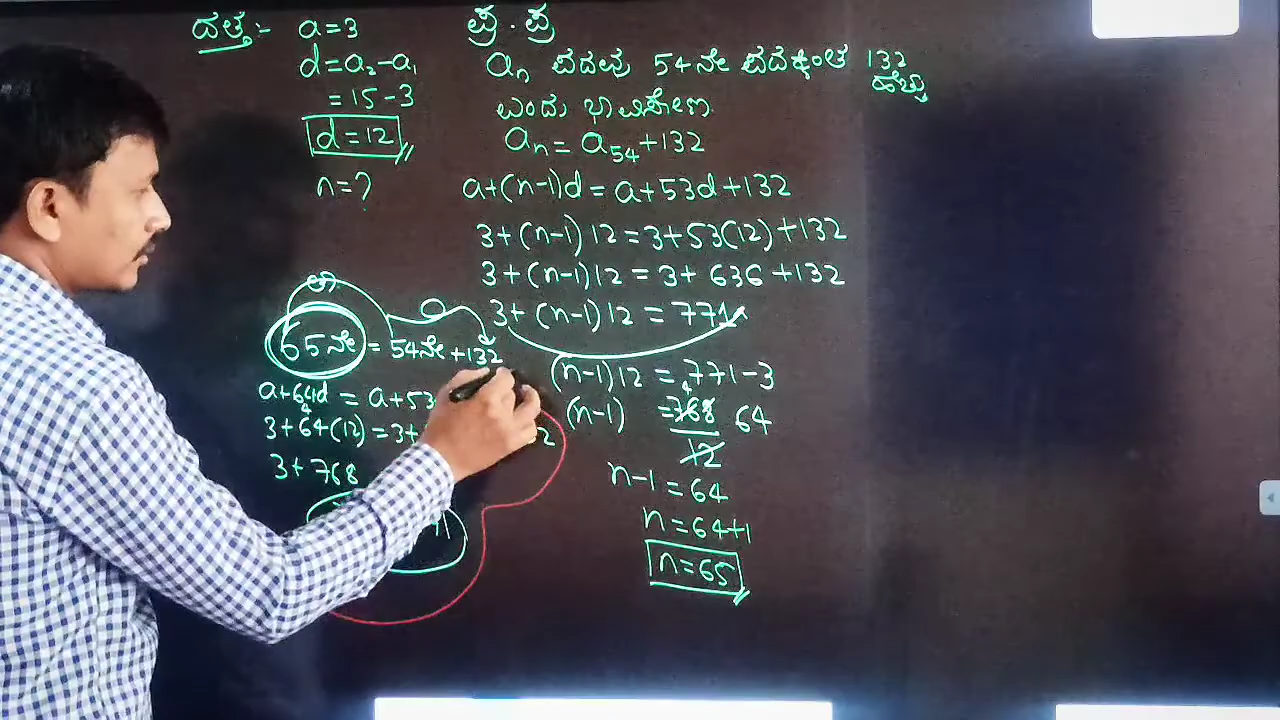 ದತ್ತ :- a=3
d=a₂-a₁
=15-3
d=12
n=?
ಪ್ರ. ಪ್ರ
aₙ ಪದವು 54ನೇ ಪದಕ್ಕಿಂತ 132
ಹೆಚ್ಚು
ಎಂದು ಭಾವಿಸೋಣ
aₙ= a₅₄+132
a+(n-1)d = a+53d+132
3+(n-1)12=3+53(12)+132
3+(n-1)12 = 3+ 636 +132
3+ (n-1)12 = 771
(n-1)12 = 771-3
(n-1) =768 64
12
n-1 =64
n=64+1
n=65
65ನೇ = 54ನೇ +132
a+64d = a+53
3+64(12)=3+
3+768